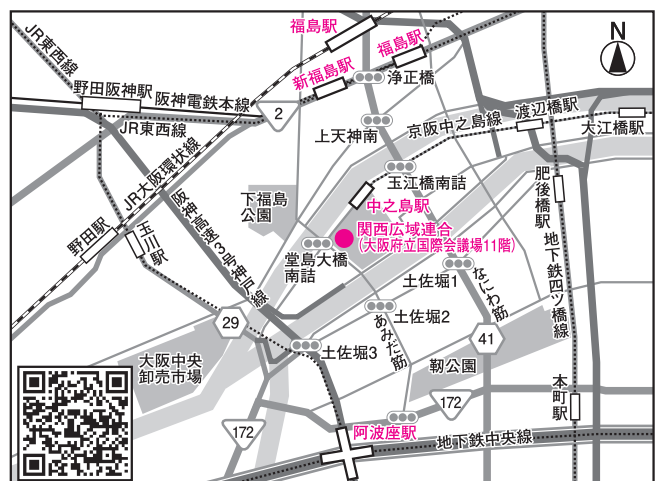 福島駅
福島駅
新福島駅
JR東西線
野田阪神駅
阪神電鉄本線
JR東西線
2
浄正橋
N
上天神南
京阪中之島線
渡辺橋駅
大江橋駅
玉江橋南詰
中之島駅
JR大阪環状線
阪神高速3号神戸線
下福島
公園
肥後橋駅
地下鉄四ツ橋線
関西広域連合
(大阪府立国際会議場11階)
野田駅
玉川駅
堂島大橋
南詰
土佐堀1
なにわ筋
土佐堀2
あみだ筋
29
土佐堀3
41
大阪中央
卸売市場
靭公園
本町駅
172
172
阿波座駅
地下鉄中央線